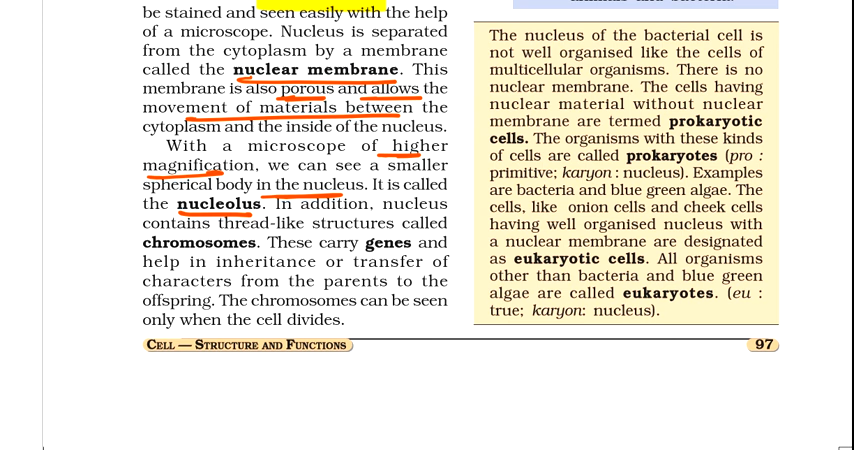 be stained and seen easily with the help
of a microscope. Nucleus is separated
from the cytoplasm by a membrane
called the nuclear membrane. This
membrane is also porous and allows the
movement of materials between the
cytoplasm and the inside of the nucleus.
With a microscope of higher
magnification, we can see a smaller
spherical body in the nucleus. It is called
the nucleolus. In addition, nucleus
contains thread-like structures called
chromosomes. These carry genes and
help in inheritance or transfer of
characters from the parents to the
offspring. The chromosomes can be seen
only when the cell divides.
The nucleus of the bacterial cell is
not well organised like the cells of
multicellular organisms. There is no
nuclear membrane. The cells having
nuclear material without nuclear
membrane are termed prokaryotic
cells. The organisms with these kinds
of cells are called prokaryotes (pro :
primitive; karyon : nucleus). Examples
are bacteria and blue green algae. The
cells, like onion cells and cheek cells
having well organised nucleus with
a nuclear membrane are designated
as eukaryotic cells. All organisms
other than bacteria and blue green
algae are called eukaryotes. (eu :
true; karyon: nucleus).
CELL — STRUCTURE AND FUNCTIONS
97